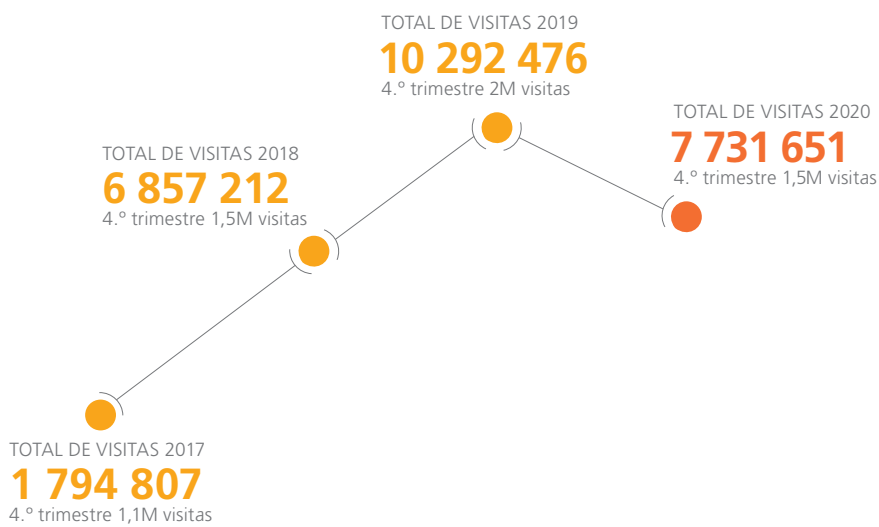 TOTAL DE VISITAS 2019
10 292 476
4.º trimestre 2M visitas
TOTAL DE VISITAS 2020
7 731 651
4.º trimestre 1,5M visitas
TOTAL DE VISITAS 2018
6 857 212
4.º trimestre 1,5M visitas
TOTAL DE VISITAS 2017
1 794 807
4.º trimestre 1,1M visitas